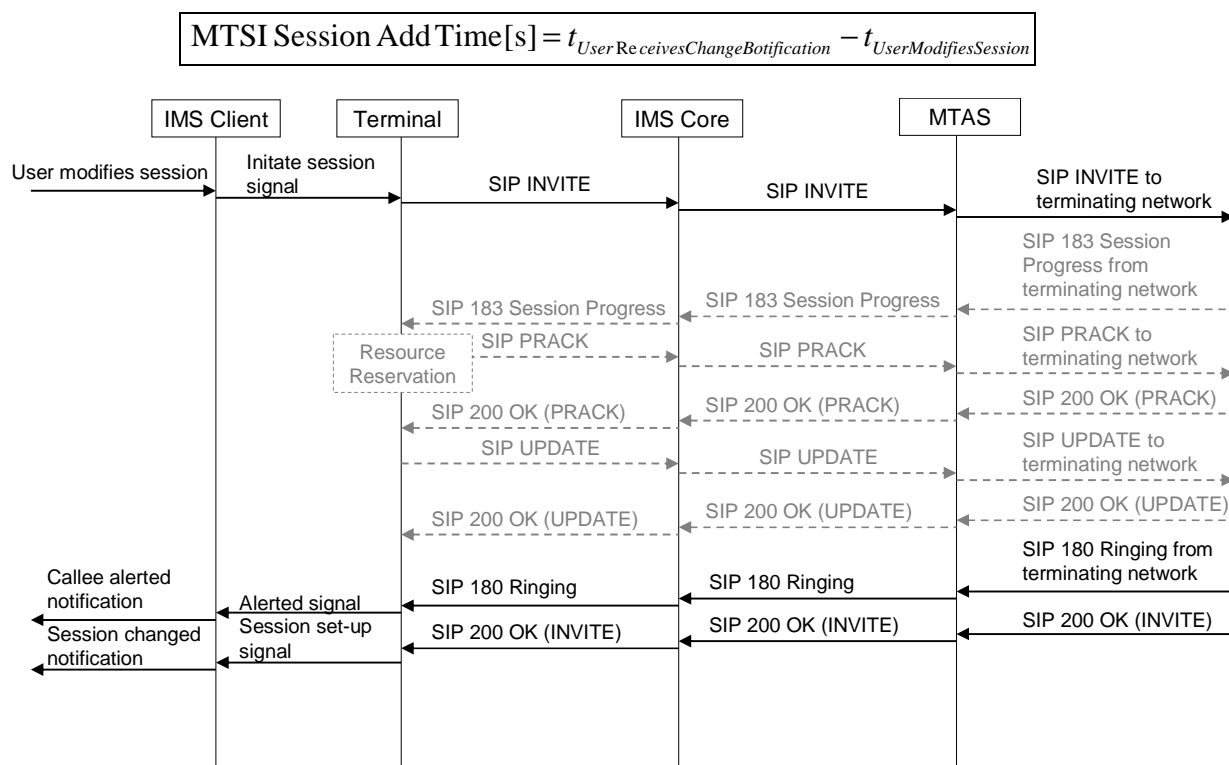 MTSI Session Add Time[s] = t UserReceivesChangeBotification − t UserModifiesSession
IMS Client
Terminal
IMS Core
MTAS
User modifies session
Initate session
signal
SIP INVITE
SIP INVITE
SIP INVITE to
terminating network
SIP 183 Session
Progress from
terminating network
SIP 183 Session Progress
SIP 183 Session Progress
Resource
Reservation
SIP PRACK
SIP PRACK
SIP PRACK to
terminating network
SIP 200 OK (PRACK)
SIP 200 OK (PRACK)
SIP 200 OK (PRACK)
SIP UPDATE
SIP UPDATE
SIP UPDATE to
terminating network
SIP 200 OK (UPDATE)
SIP 200 OK (UPDATE)
SIP 200 OK (UPDATE)
SIP 180 Ringing from
terminating network
SIP 180 Ringing
SIP 180 Ringing
Alerted signal
Callee alerted
notification
SIP 200 OK (INVITE)
SIP 200 OK (INVITE)
SIP 200 OK (INVITE)
Session set-up
signal
Session changed
notification